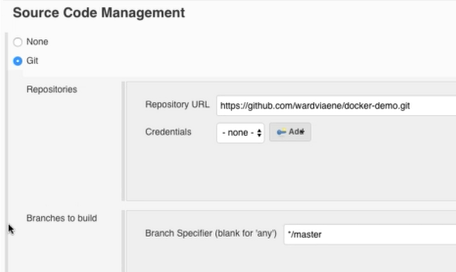 Source Code Management
None
Git
Repositories
Repository URL https://github.com/wardviaene/docker-demo.git
Credentials - none - Add
Branches to build
Branch Specifier (blank for 'any') */master